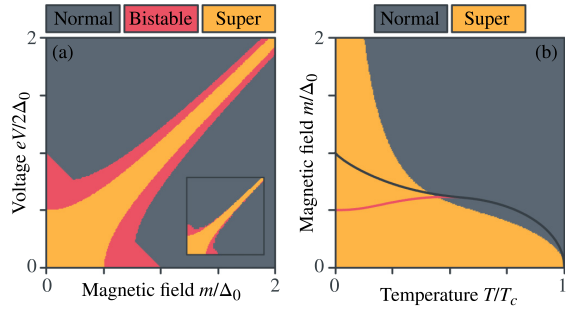 Normal Bistable Super
Normal Super
(a)
(b)
2
0
Voltage eV/2Δ₀
0
2
Magnetic field m/Δ₀
2
0
Magnetic field m/Δ₀
0
1
Temperature T/T_c